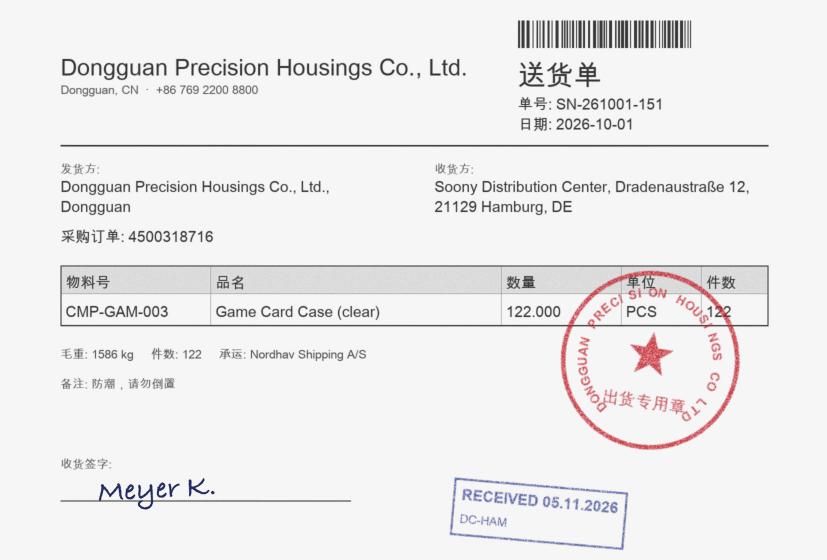 Dongguan Precision Housings Co., Ltd.
Dongguan, CN · +86 769 2200 8800
送货单
单号: SN-261001-151
日期: 2026-10-01
发货方:
Dongguan Precision Housings Co., Ltd.,
Dongguan
收货方:
Soony Distribution Center, Dradenaustraße 12,
21129 Hamburg, DE
采购订单: 4500318716
物料号 品名 数量 单位 件数
CMP-GAM-003 Game Card Case (clear) 122.000 PCS 122
毛重: 1586 kg 件数: 122 承运: Nordhav Shipping A/S
备注: 防潮，请勿倒置
DONGGUAN PRECISION HOUSINGS CO LTD
出货专用章
收货签字:
Meyer K.
RECEIVED 05.11.2026
DC-HAM